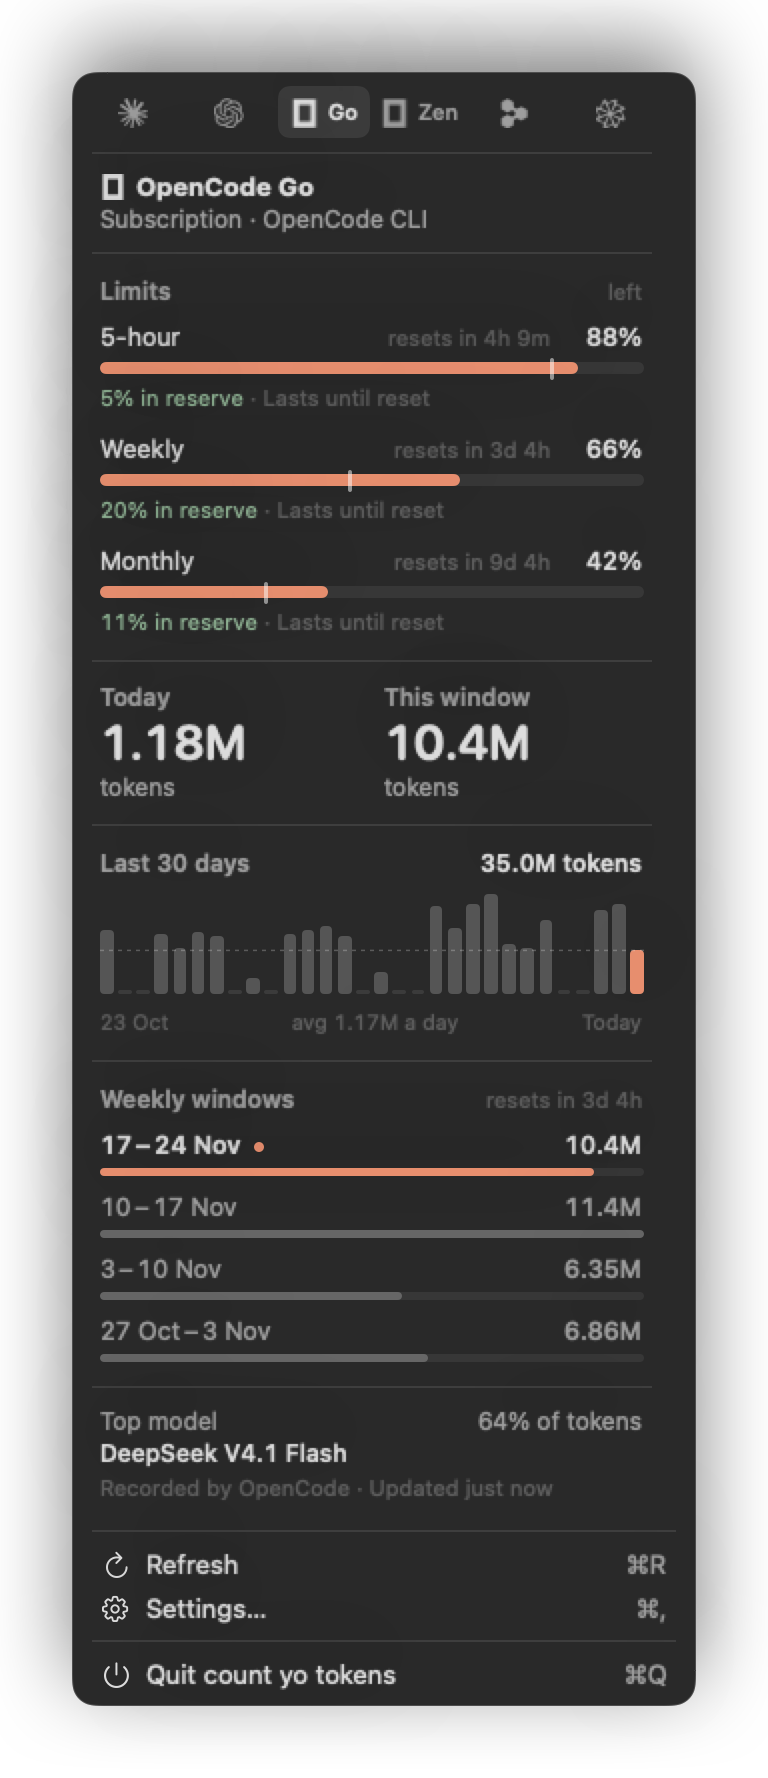 Go Zen
OpenCode Go
Subscription · OpenCode CLI
Limits left
5-hour resets in 4h 9m 88%
5% in reserve · Lasts until reset
Weekly resets in 3d 4h 66%
20% in reserve · Lasts until reset
Monthly resets in 9d 4h 42%
11% in reserve · Lasts until reset
Today This window
1.18M 10.4M
tokens tokens
Last 30 days 35.0M tokens
23 Oct avg 1.17M a day Today
Weekly windows resets in 3d 4h
17–24 Nov 10.4M
10–17 Nov 11.4M
3–10 Nov 6.35M
27 Oct–3 Nov 6.86M
Top model 64% of tokens
DeepSeek V4.1 Flash
Recorded by OpenCode · Updated just now
Refresh ⌘R
Settings... ⌘,
Quit count yo tokens ⌘Q